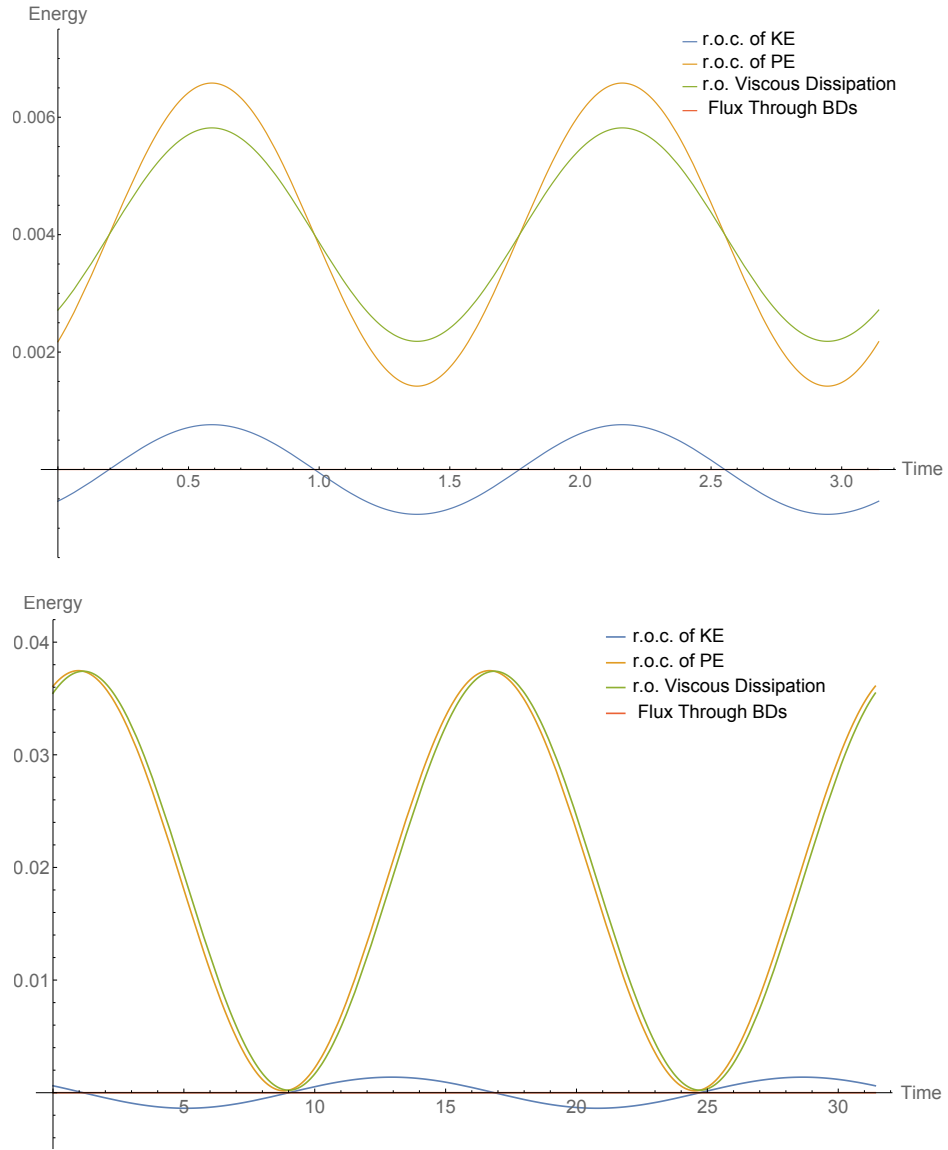 Energy
r.o.c. of KE
r.o.c. of PE
r.o. Viscous Dissipation
Flux Through BDs
0.006
0.004
0.002
Time
0.5 1.0 1.5 2.0 2.5 3.0
Energy
0.04
r.o.c. of KE
r.o.c. of PE
r.o. Viscous Dissipation
Flux Through BDs
0.03
0.02
0.01
Time
5 10 15 20 25 30